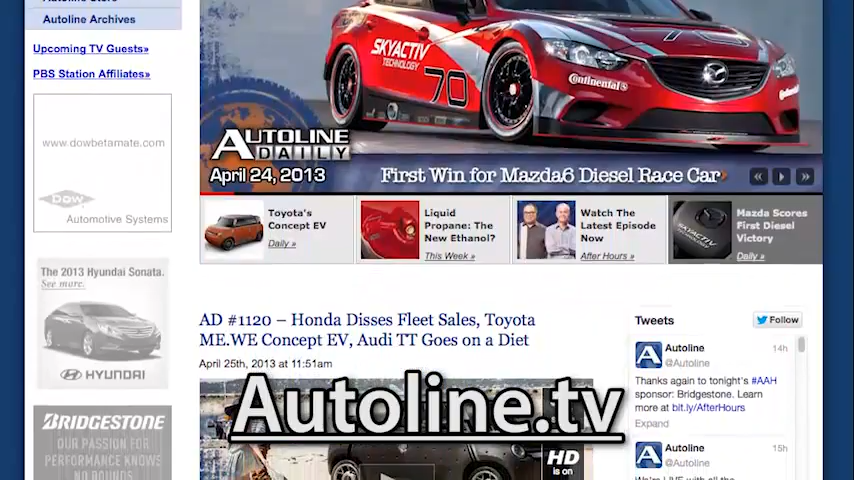 Autoline Archives
Upcoming TV Guests»
PBS Station Affiliates»
www.dowbetamate.com
Dow
Automotive Systems
The 2013 Hyundai Sonata.
See more.
HYUNDAI
BRIDGESTONE
OUR PASSION FOR
PERFORMANCE KNOWS
NO BOUNDS
SKYACTIV
TECHNOLOGY
70
Continental
AUTOLINE
DAILY
April 24, 2013
First Win for Mazda6 Diesel Race Car
Toyota's
Concept EV
Daily »
Liquid
Propane: The
New Ethanol?
This Week »
Watch The
Latest Episode
Now
After Hours »
SKYACTIV
Mazda Scores
First Diesel
Victory
Daily »
AD #1120 – Honda Disses Fleet Sales, Toyota
ME.WE Concept EV, Audi TT Goes on a Diet
April 25th, 2013 at 11:51am
Autoline.tv
HD
is on
Tweets
Follow
Autoline 14h
@Autoline
Thanks again to tonight's #AAH
sponsor: Bridgestone. Learn
more at bit.ly/AfterHours
Expand
Autoline 15h
@Autoline